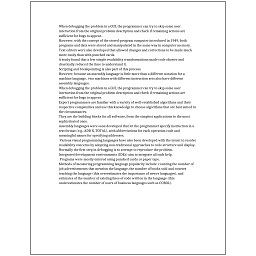 When debugging the problem in a GUI, the programmer can try to skip some user
interaction from the original problem description and check if remaining actions are
sufficient for bugs to appear.
However, with the concept of the stored-program computer introduced in 1949, both
programs and data were stored and manipulated in the same way in computer memory.
Text editors were also developed that allowed changes and corrections to be made much
more easily than with punched cards.
A study found that a few simple readability transformations made code shorter and
drastically reduced the time to understand it.
Scripting and breakpointing is also part of this process.
However, because an assembly language is little more than a different notation for a
machine language, two machines with different instruction sets also have different
assembly languages.
When debugging the problem in a GUI, the programmer can try to skip some user
interaction from the original problem description and check if remaining actions are
sufficient for bugs to appear.
Expert programmers are familiar with a variety of well-established algorithms and their
respective complexities and use this knowledge to choose algorithms that are best suited to
the circumstances.
They are the building blocks for all software, from the simplest applications to the most
sophisticated ones.
Assembly languages were soon developed that let the programmer specify instruction in a
text format (e.g., ADD X, TOTAL), with abbreviations for each operation code and
meaningful names for specifying addresses.
Various visual programming languages have also been developed with the intent to resolve
readability concerns by adopting non-traditional approaches to code structure and display.
Normally the first step in debugging is to attempt to reproduce the problem.
Integrated development environments (IDEs) aim to integrate all such help.
Programs were mostly entered using punched cards or paper tape.
Methods of measuring programming language popularity include: counting the number of
job advertisements that mention the language, the number of books sold and courses
teaching the language (this overestimates the importance of newer languages), and
estimates of the number of existing lines of code written in the language (this
underestimates the number of users of business languages such as COBOL).